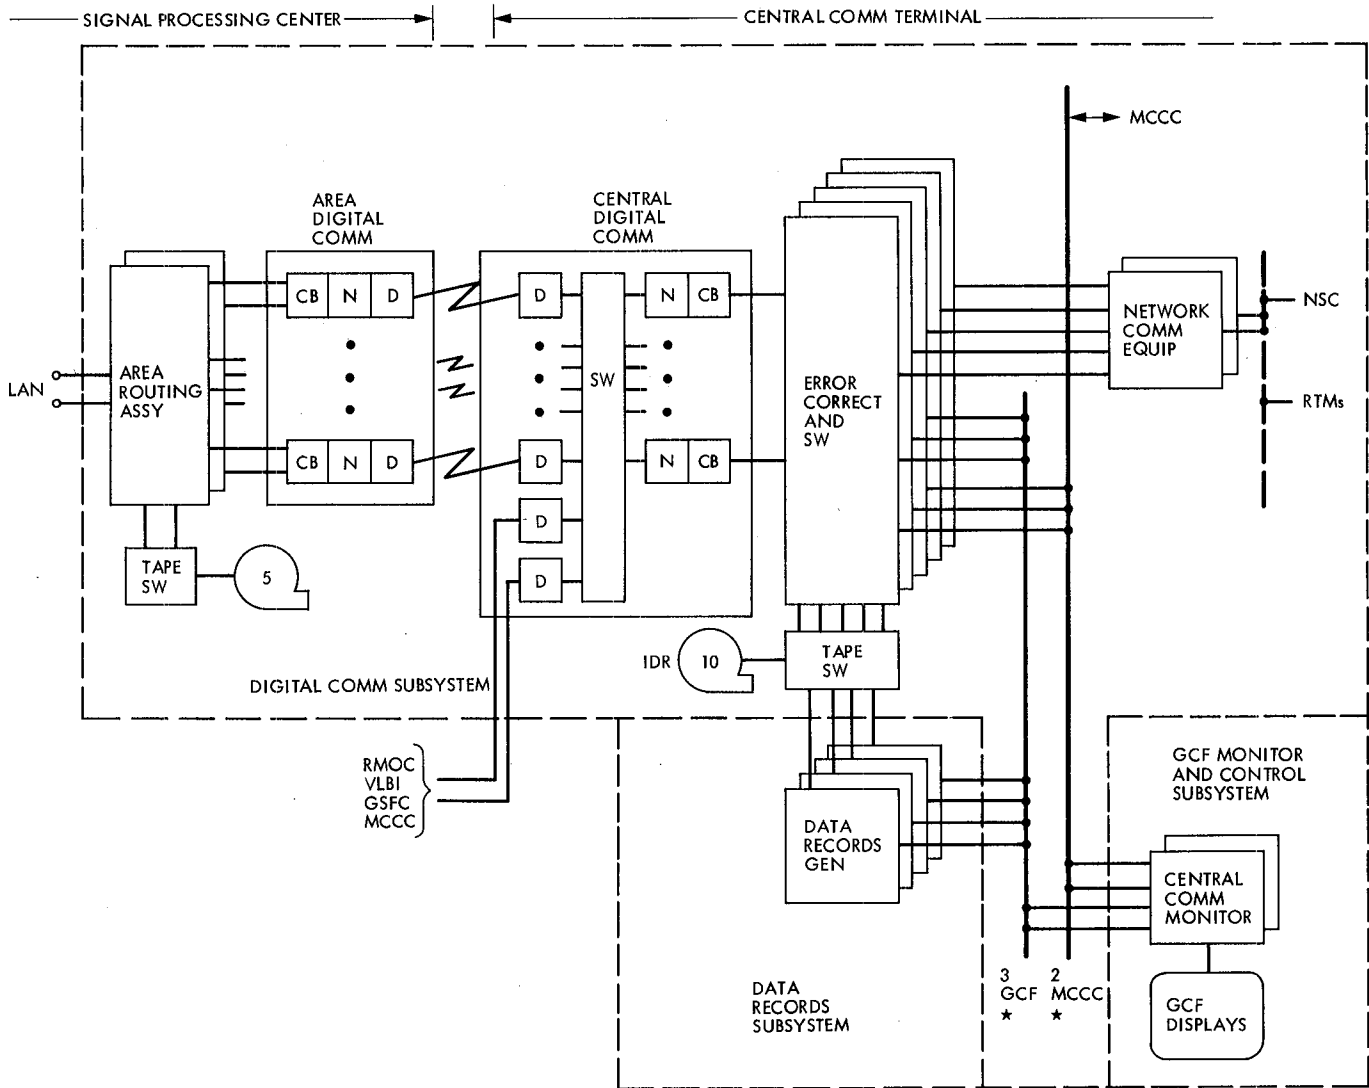 SIGNAL PROCESSING CENTER
CENTRAL COMM TERMINAL
MCCC
AREA
DIGITAL
COMM
CENTRAL
DIGITAL
COMM
CB N D
D
N CB
LAN
AREA
ROUTING
ASSY
SW
ERROR
CORRECT
AND
SW
NETWORK
COMM
EQUIP
NSC
RTMs
CB N D
D
N CB
D
D
TAPE
SW
5
IDR
10
TAPE
SW
DIGITAL COMM SUBSYSTEM
RMOC
VLBI
GSFC
MCCC
DATA
RECORDS
GEN
GCF MONITOR
AND CONTROL
SUBSYSTEM
CENTRAL
COMM
MONITOR
DATA
RECORDS
SUBSYSTEM
3
GCF
★
2
MCCC
★
GCF
DISPLAYS